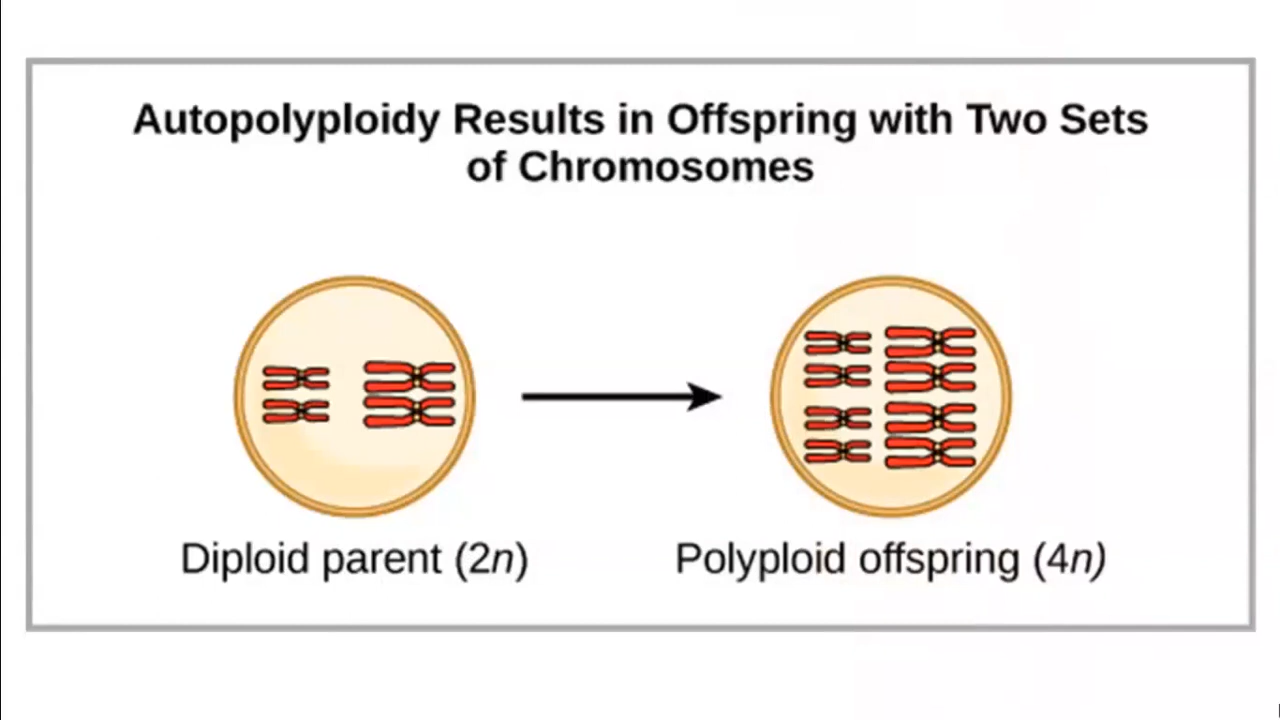 Autopolyploidy Results in Offspring with Two Sets
of Chromosomes
Diploid parent (2n)
Polyploid offspring (4n)